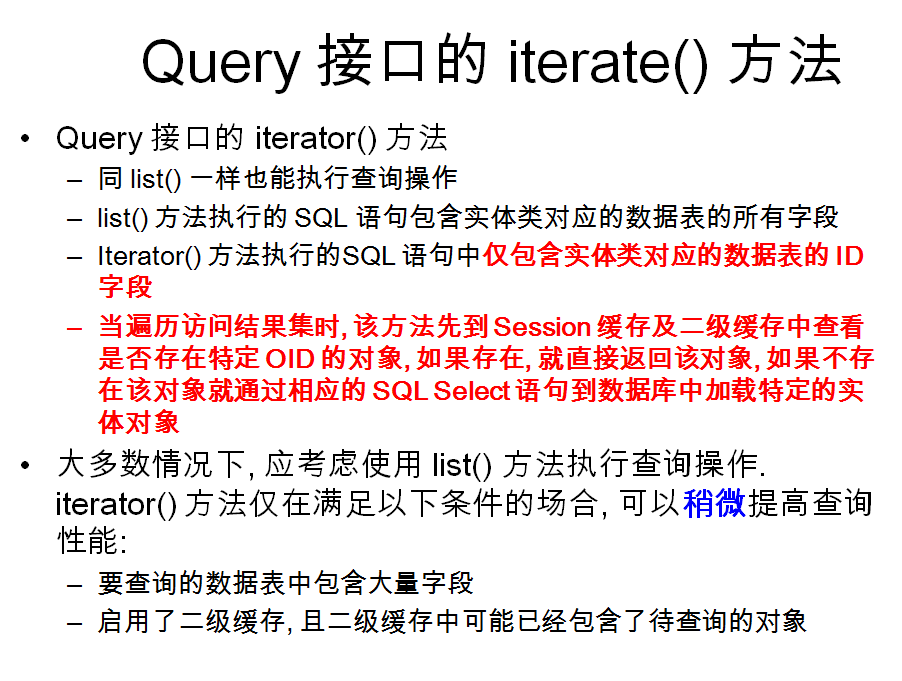 Query 接口的 iterate() 方法
• Query 接口的 iterator() 方法
– 同 list() 一样也能执行查询操作
– list() 方法执行的 SQL 语句包含实体类对应的数据表的所有字段
– Iterator() 方法执行的SQL 语句中仅包含实体类对应的数据表的 ID
字段
– 当遍历访问结果集时, 该方法先到 Session 缓存及二级缓存中查看
是否存在特定 OID 的对象, 如果存在, 就直接返回该对象, 如果不存
在该对象就通过相应的 SQL Select 语句到数据库中加载特定的实
体对象
• 大多数情况下, 应考虑使用 list() 方法执行查询操作.
iterator() 方法仅在满足以下条件的场合, 可以稍微提高查询
性能:
– 要查询的数据表中包含大量字段
– 启用了二级缓存, 且二级缓存中可能已经包含了待查询的对象